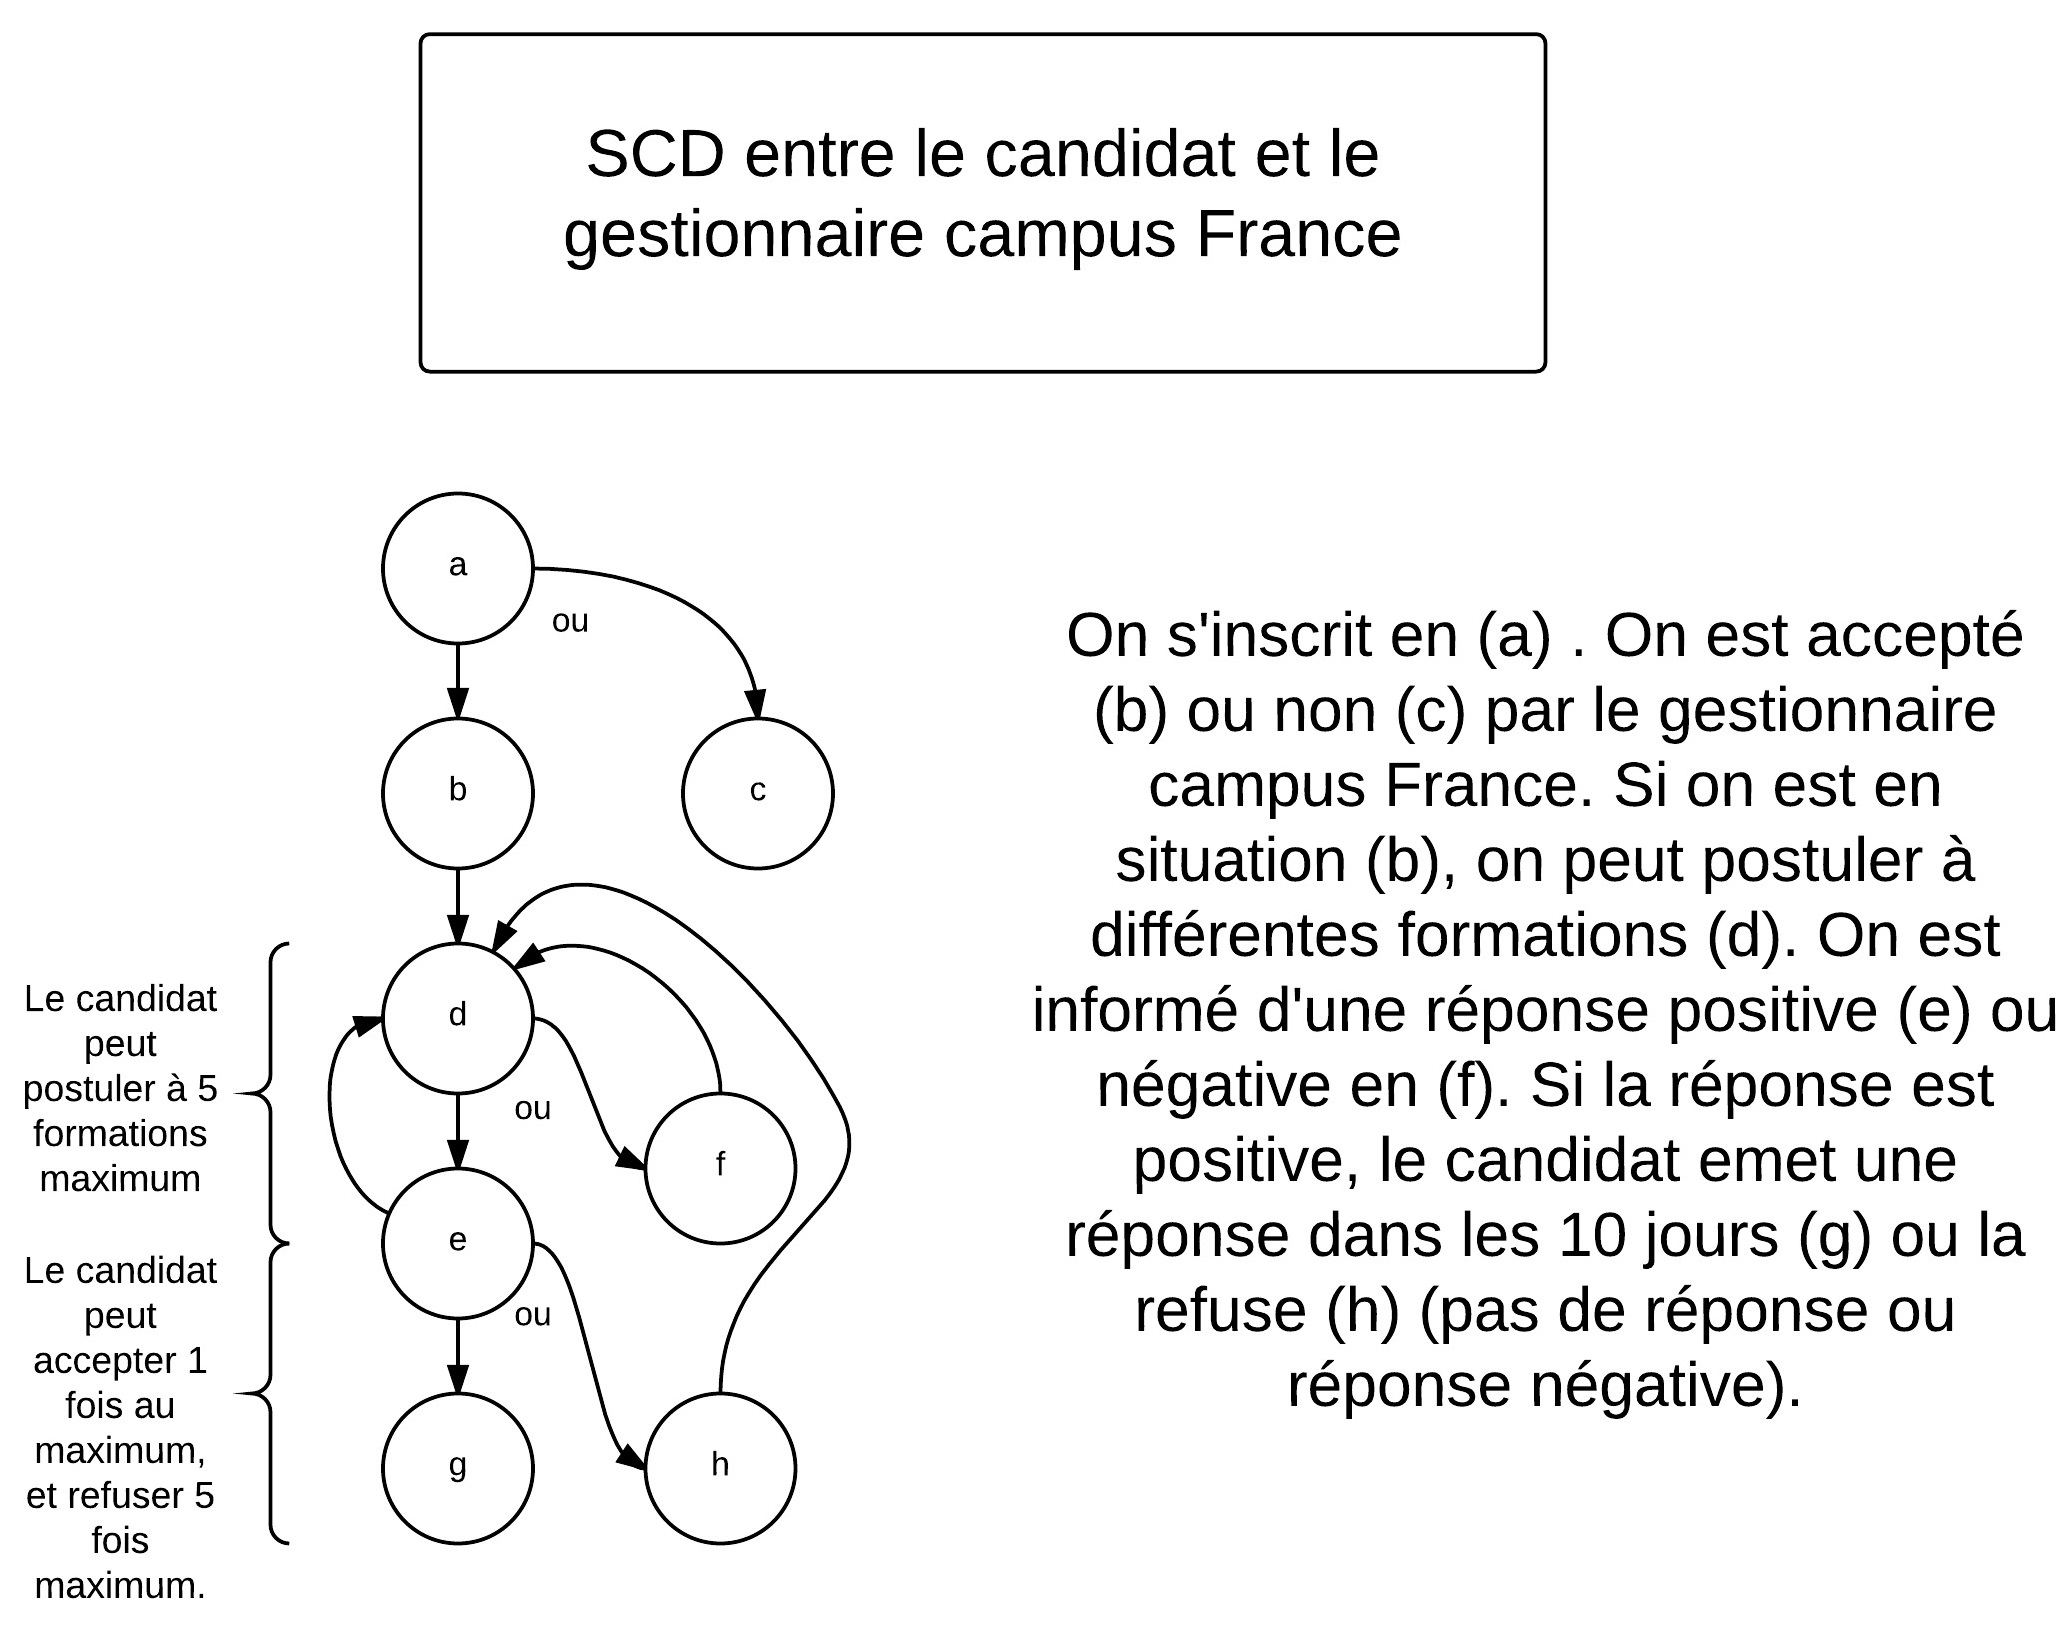 SCD entre le candidat et le
gestionnaire campus France
a
ou
b
c
d
ou
f
e
ou
g
h
Le candidat
peut
postuler à 5
formations
maximum
Le candidat
peut
accepter 1
fois au
maximum,
et refuser 5
fois
maximum.
On s'inscrit en (a) . On est accepté
(b) ou non (c) par le gestionnaire
campus France. Si on est en
situation (b), on peut postuler à
différentes formations (d). On est
informé d'une réponse positive (e) ou
négative en (f). Si la réponse est
positive, le candidat emet une
réponse dans les 10 jours (g) ou la
refuse (h) (pas de réponse ou
réponse négative).